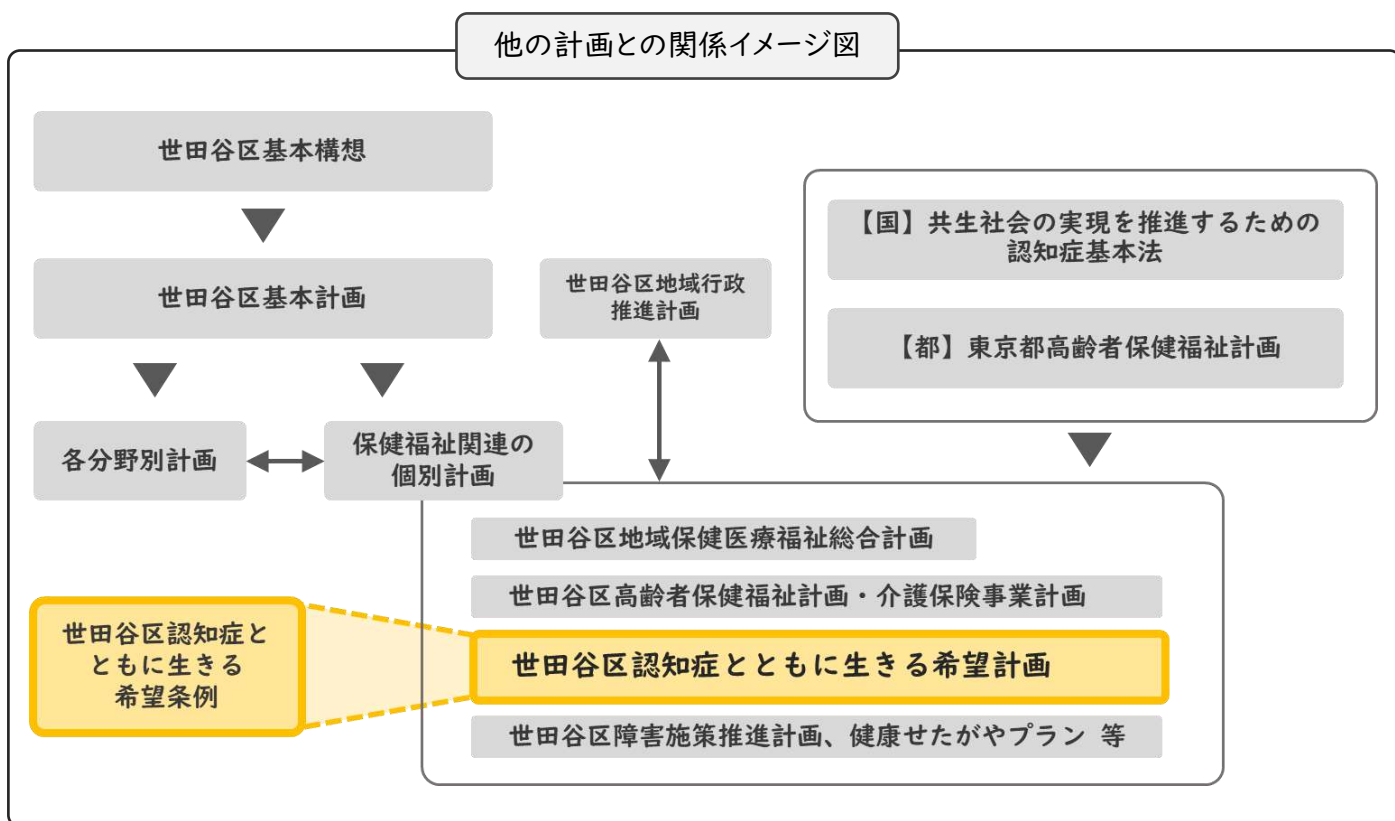 他の計画との関係イメージ図
世田谷区基本構想
世田谷区基本計画
世田谷区地域行政
推進計画
【国】共生社会の実現を推進するための
認知症基本法
【都】東京都高齢者保健福祉計画
各分野別計画
保健福祉関連の
個別計画
世田谷区地域保健医療福祉総合計画
世田谷区高齢者保健福祉計画・介護保険事業計画
世田谷区認知症と
ともに生きる
希望条例
世田谷区認知症とともに生きる希望計画
世田谷区障害施策推進計画、健康せたがやプラン 等